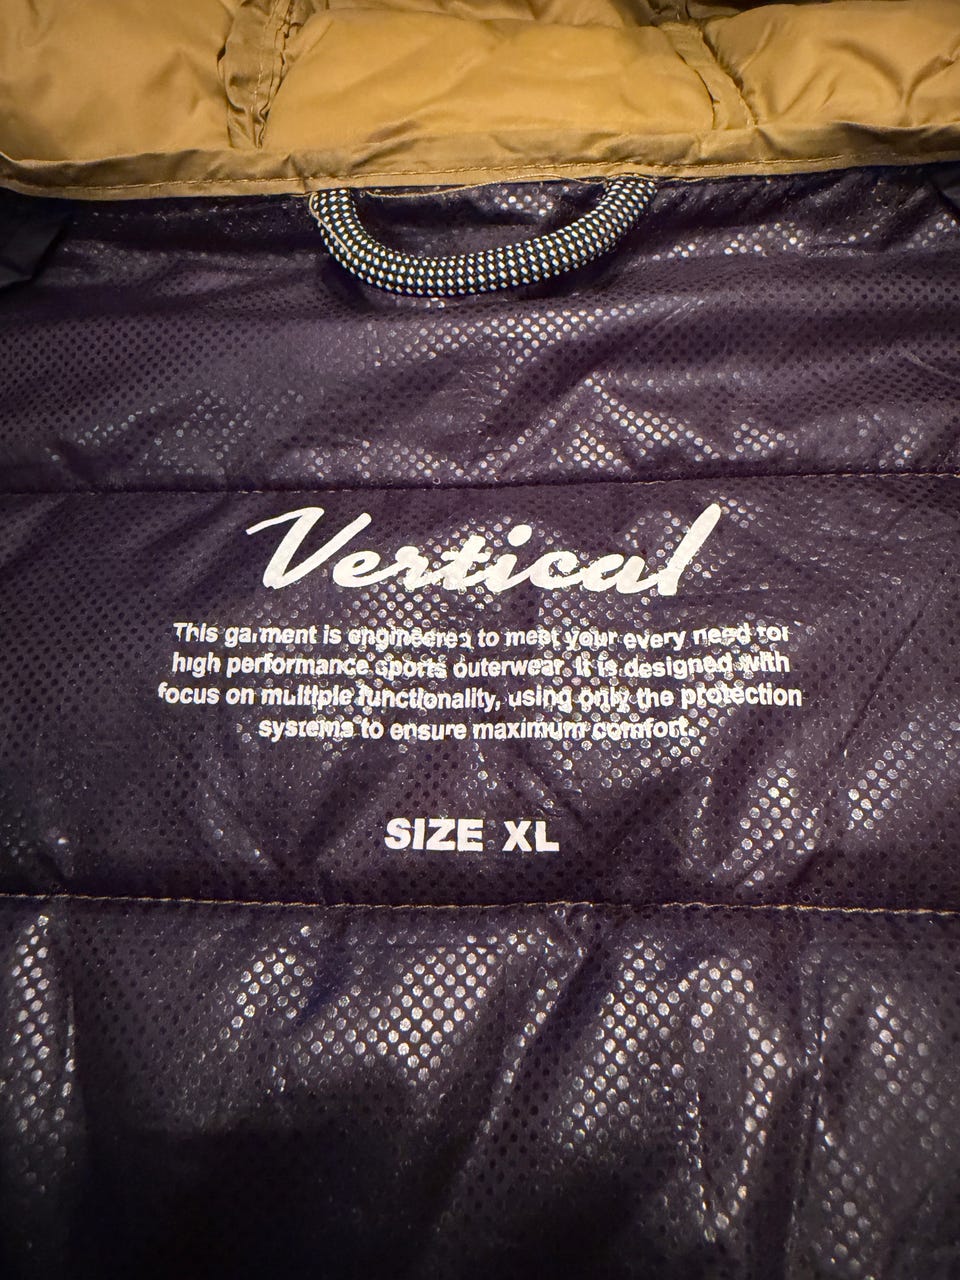 Vertical
This garment is engineered to meet your every need for
high performance sports outerwear. It is designed with
focus on multiple functionality, using only the protection
systems to ensure maximum comfort.
SIZE XL